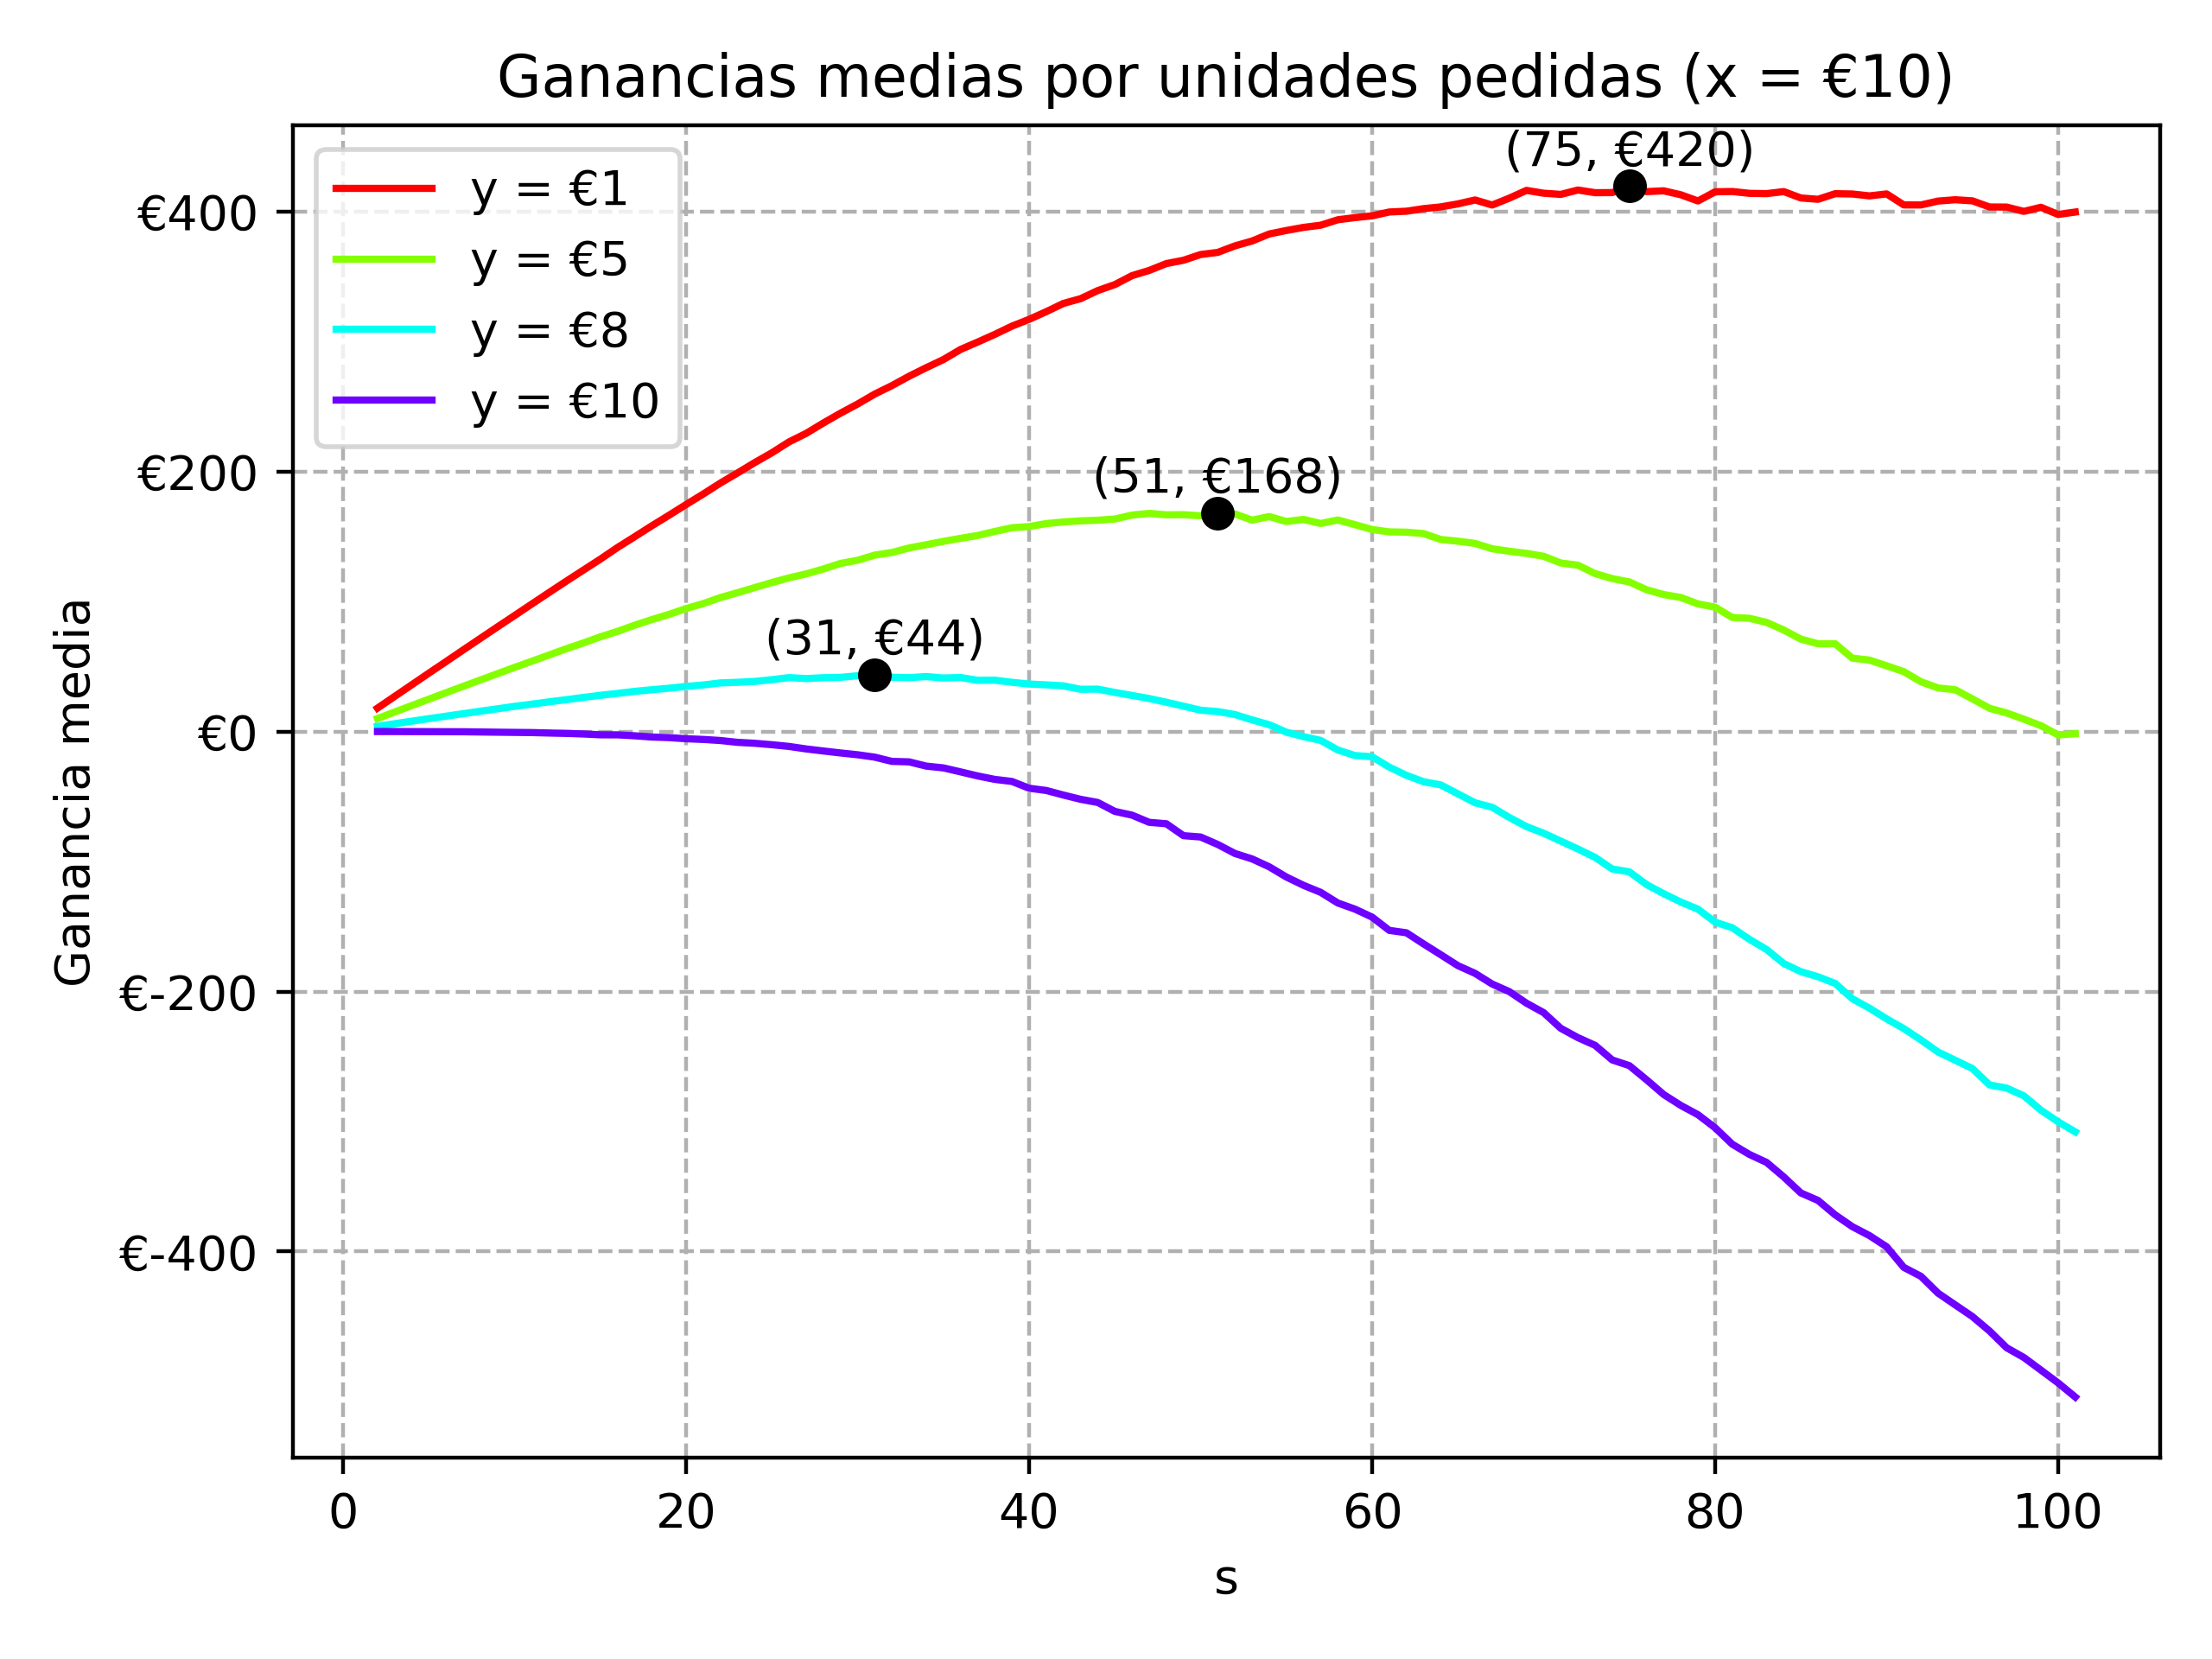 Ganancias medias por unidades pedidas (x = €10)
(75, €420)
y = €1
y = €5
y = €8
y = €10
(51, €168)
(31, €44)
€400
€200
€0
€-200
€-400
Ganancia media
0 20 40 60 80 100
s